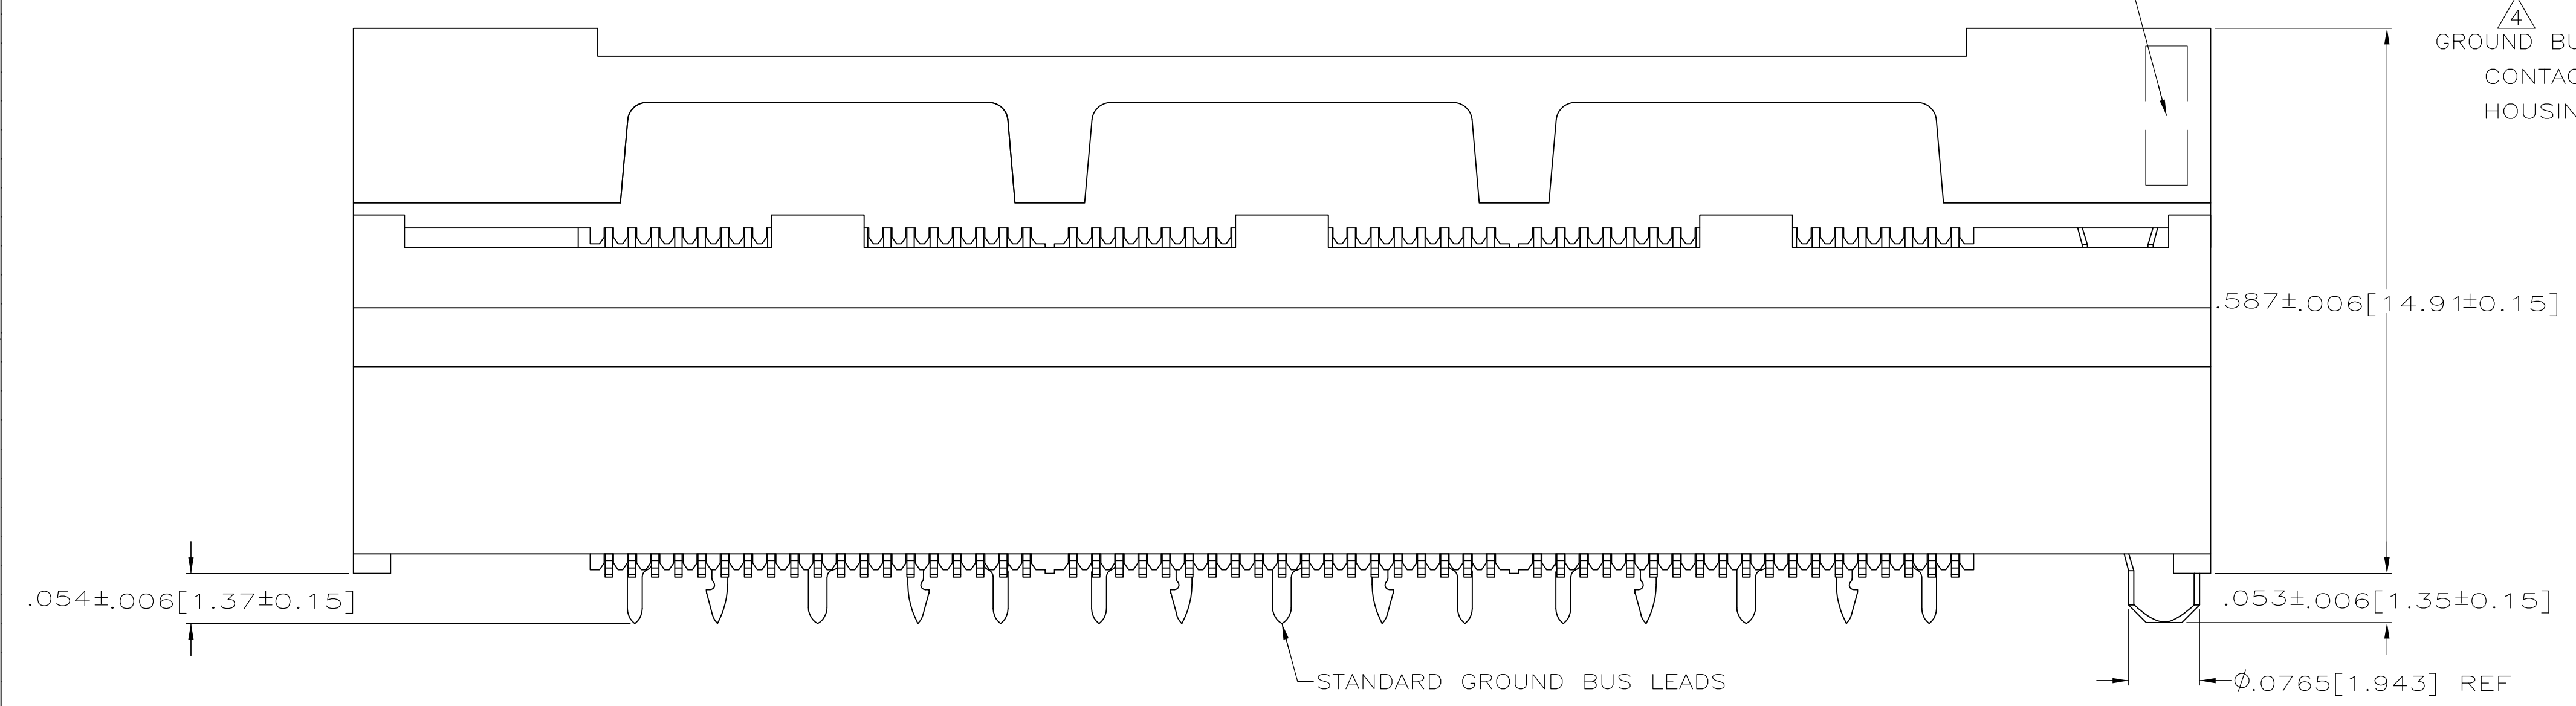 4
GROUND
CONTAC
HOUSIN
.587±.006[14.91±0.15]
.054±.006[1.37±0.15]
.053±.006[1.35±0.15]
STANDARD GROUND BUS LEADS
Ø.0765[1.943] REF